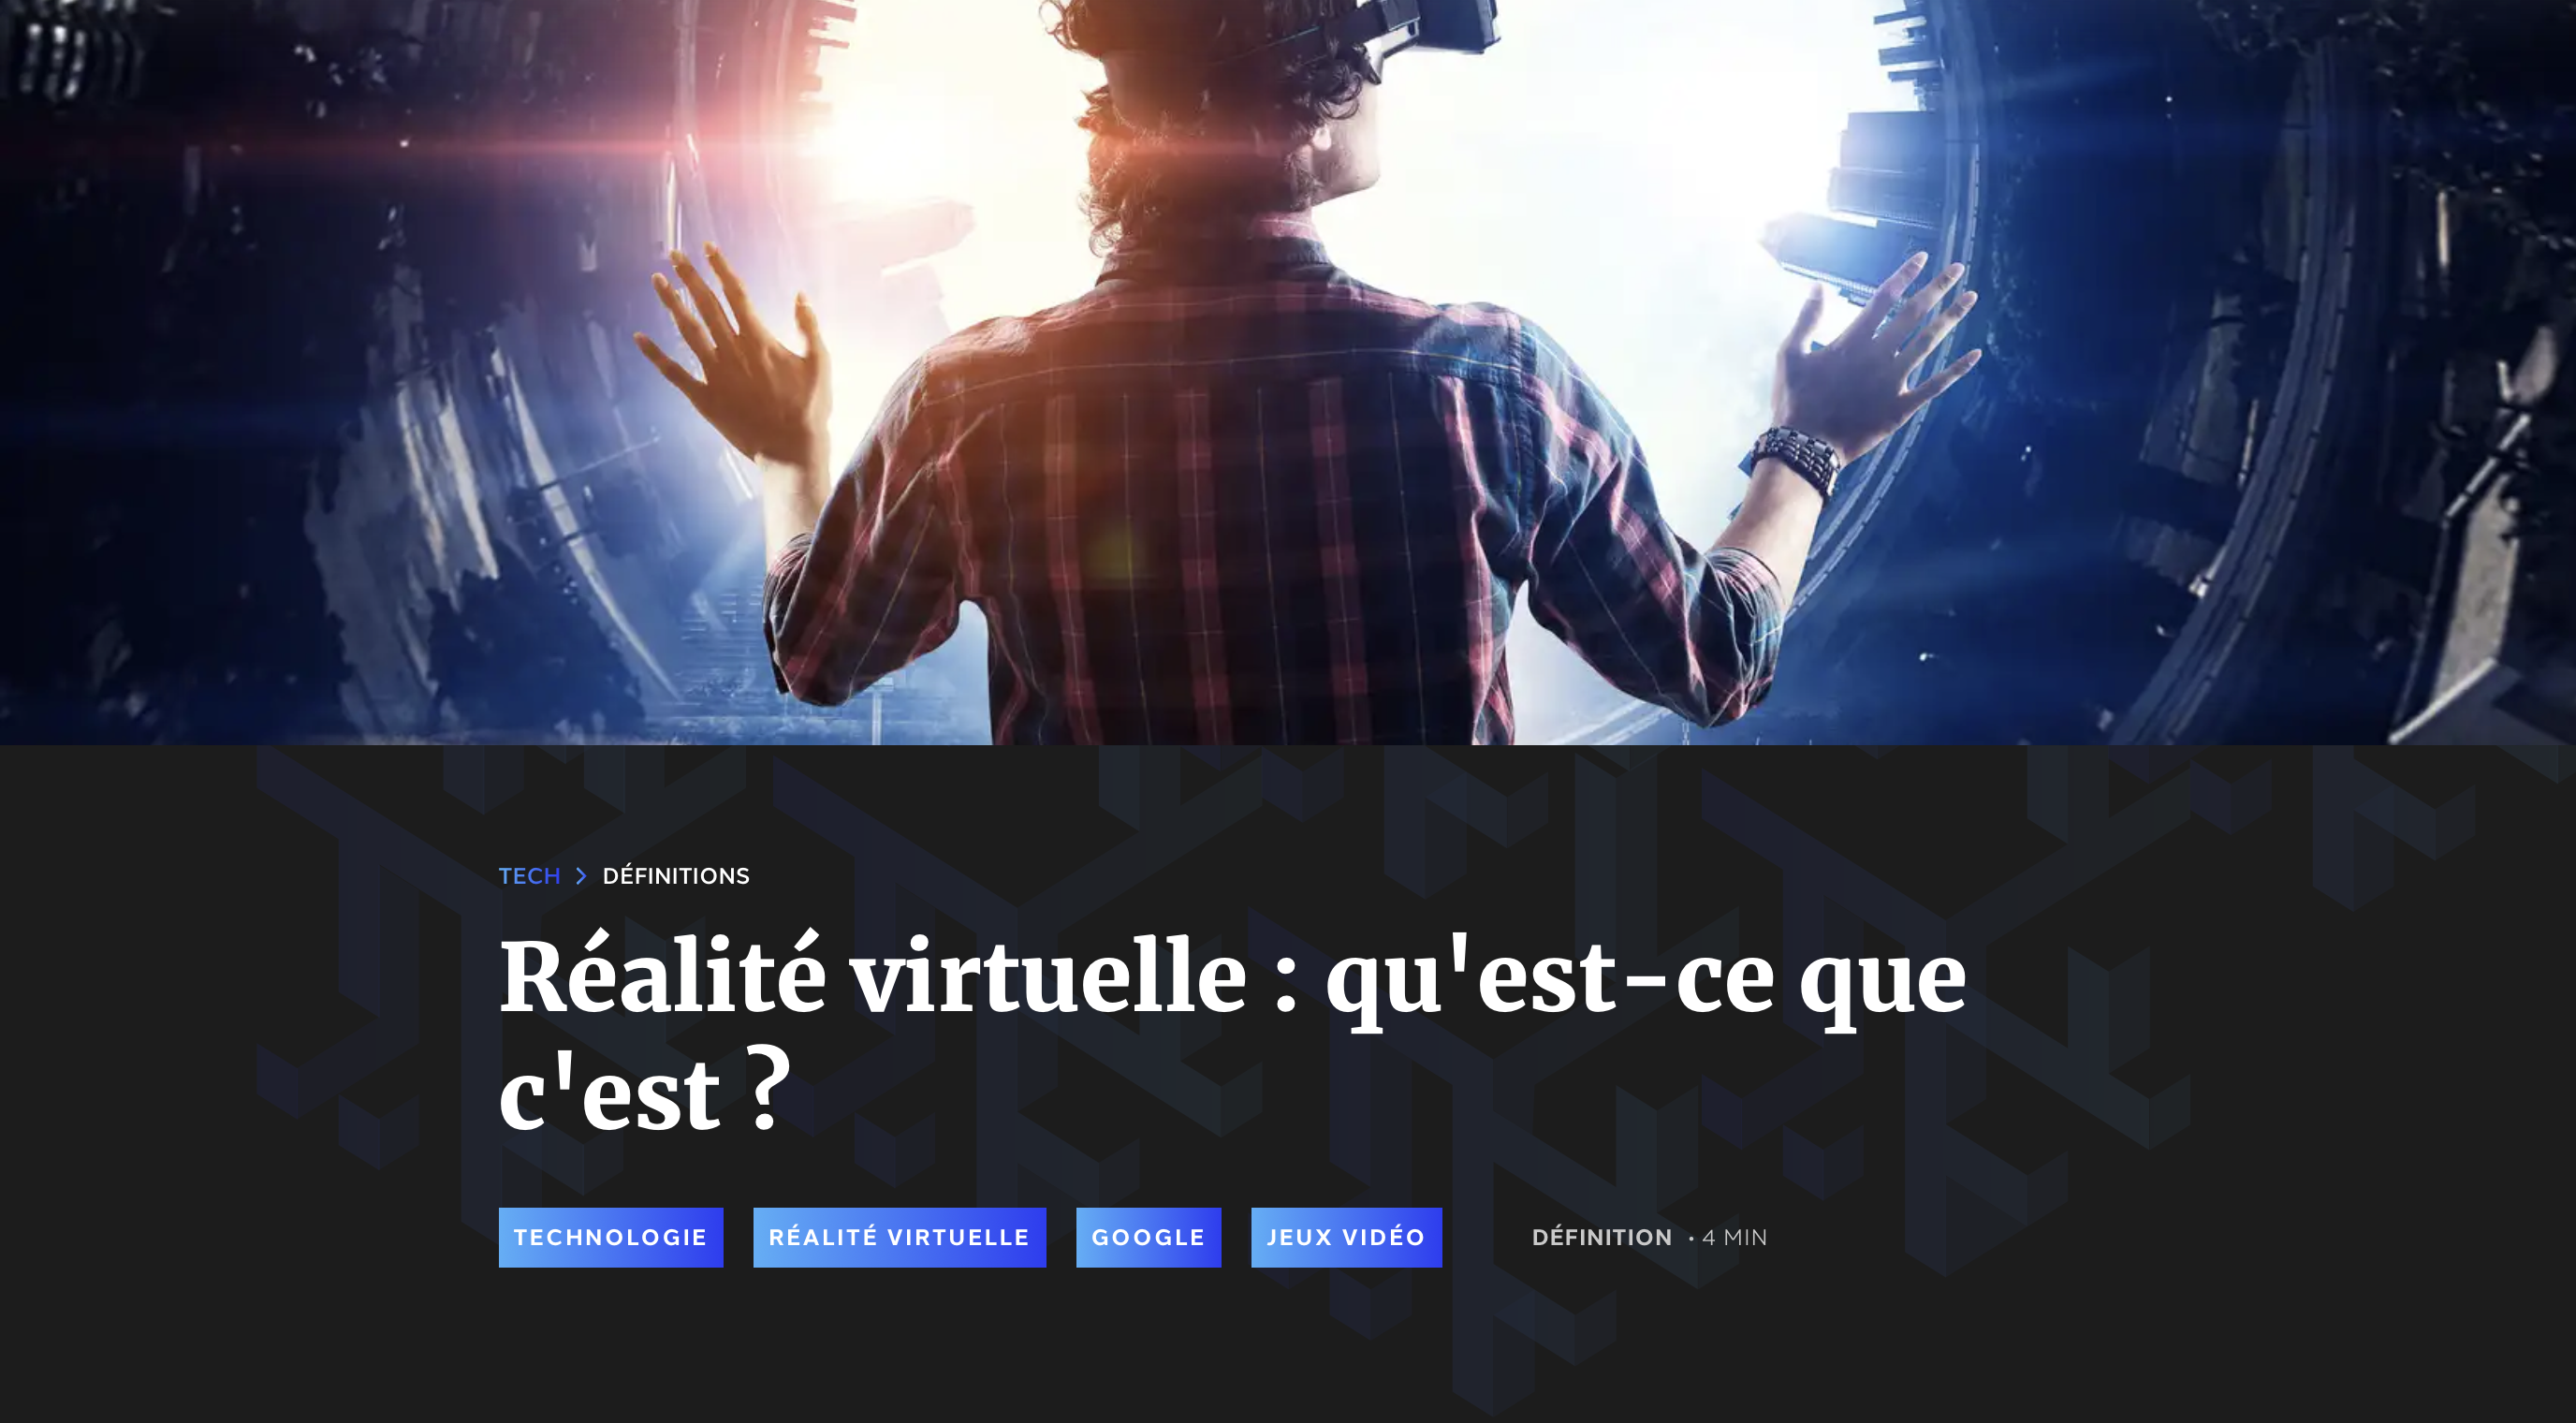 TECH > DÉFINITIONS
Réalité virtuelle : qu'est-ce que
c'est ?
TECHNOLOGIE RÉALITÉ VIRTUELLE GOOGLE JEUX VIDÉO DÉFINITION • 4 MIN